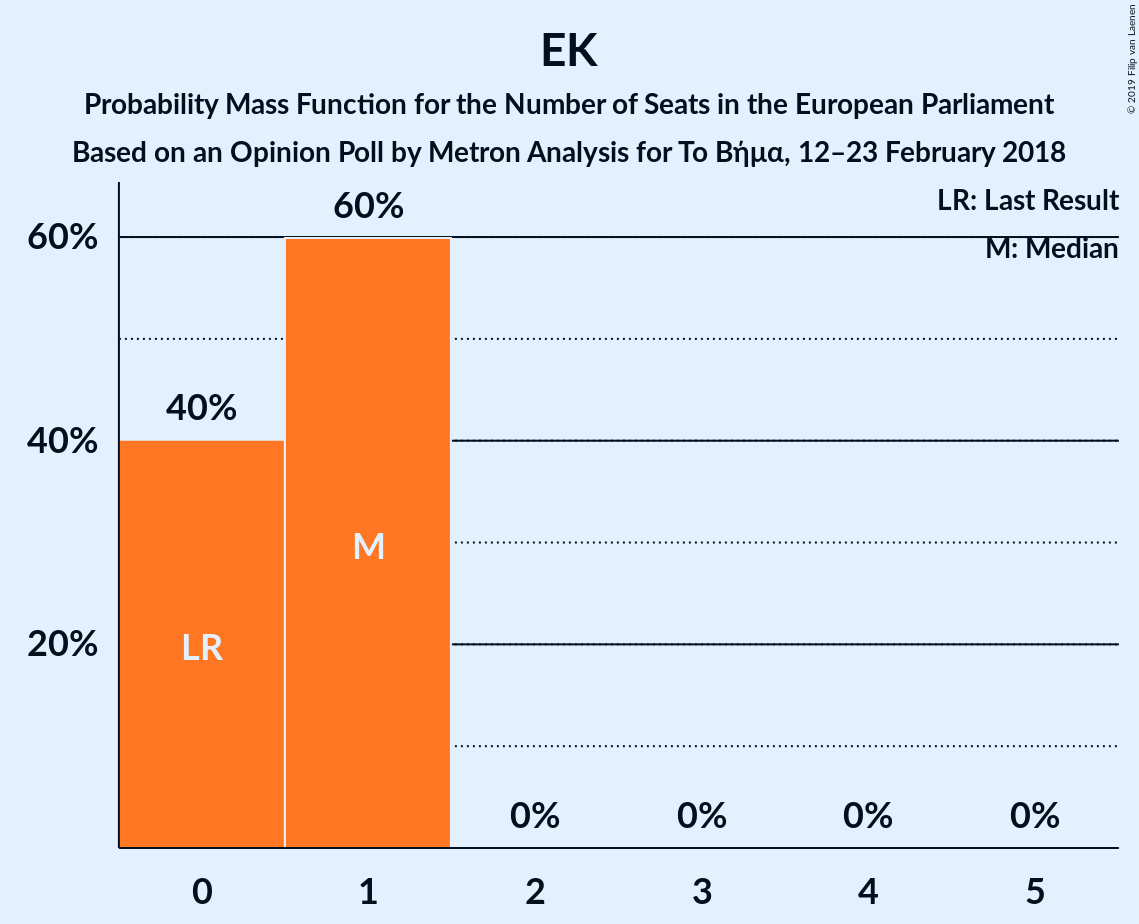 EK
Probability Mass Function for the Number of Seats in the European Parliament
Based on an Opinion Poll by Metron Analysis for Το Βήμα, 12–23 February 2018
© 2019 Filip van Laenen
LR: Last Result
M: Median
60%
40%
20%
40%
60%
0%
0%
0%
0%
LR
M
0
1
2
3
4
5